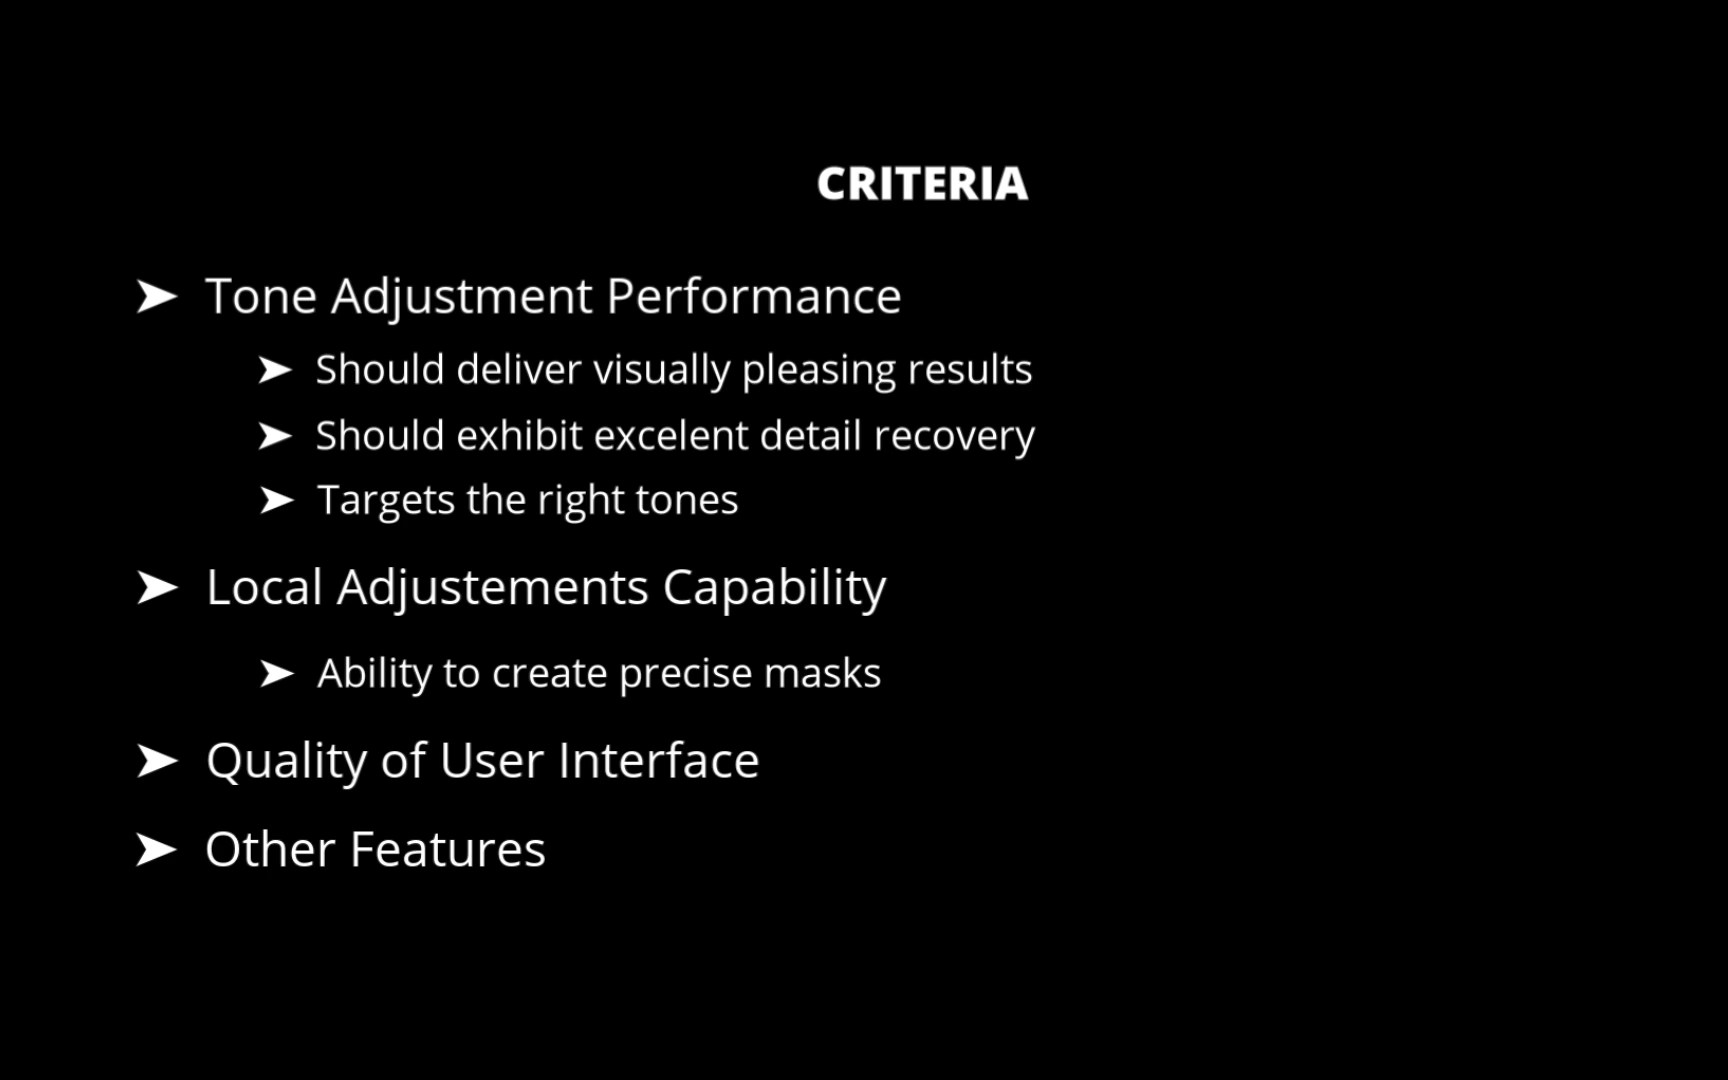 CRITERIA
➤ Tone Adjustment Performance
➤ Should deliver visually pleasing results
➤ Should exhibit excelent detail recovery
➤ Targets the right tones
➤ Local Adjustements Capability
➤ Ability to create precise masks
➤ Quality of User Interface
➤ Other Features